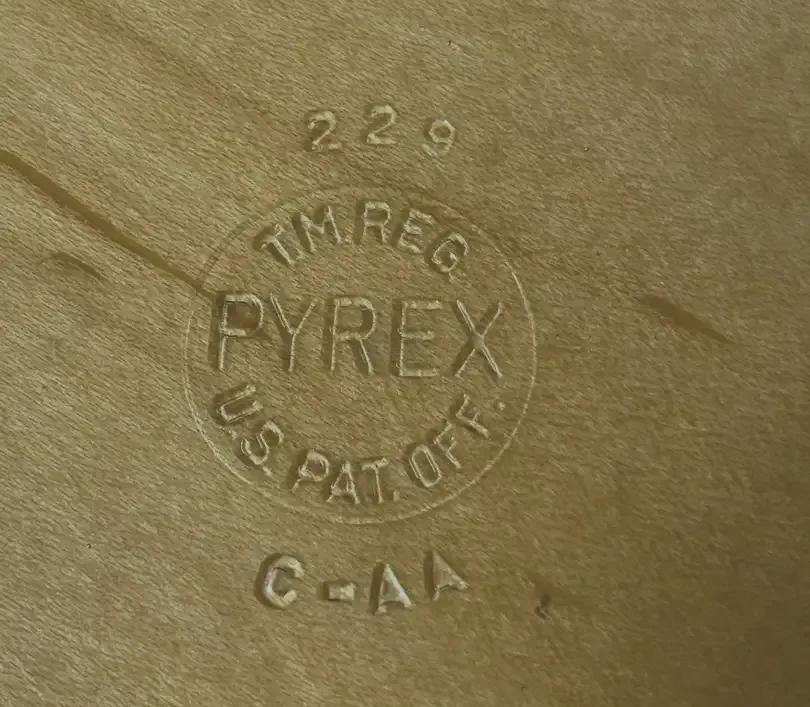 229
T.M. REG.
PYREX
U.S. PAT. OFF.
C-AA